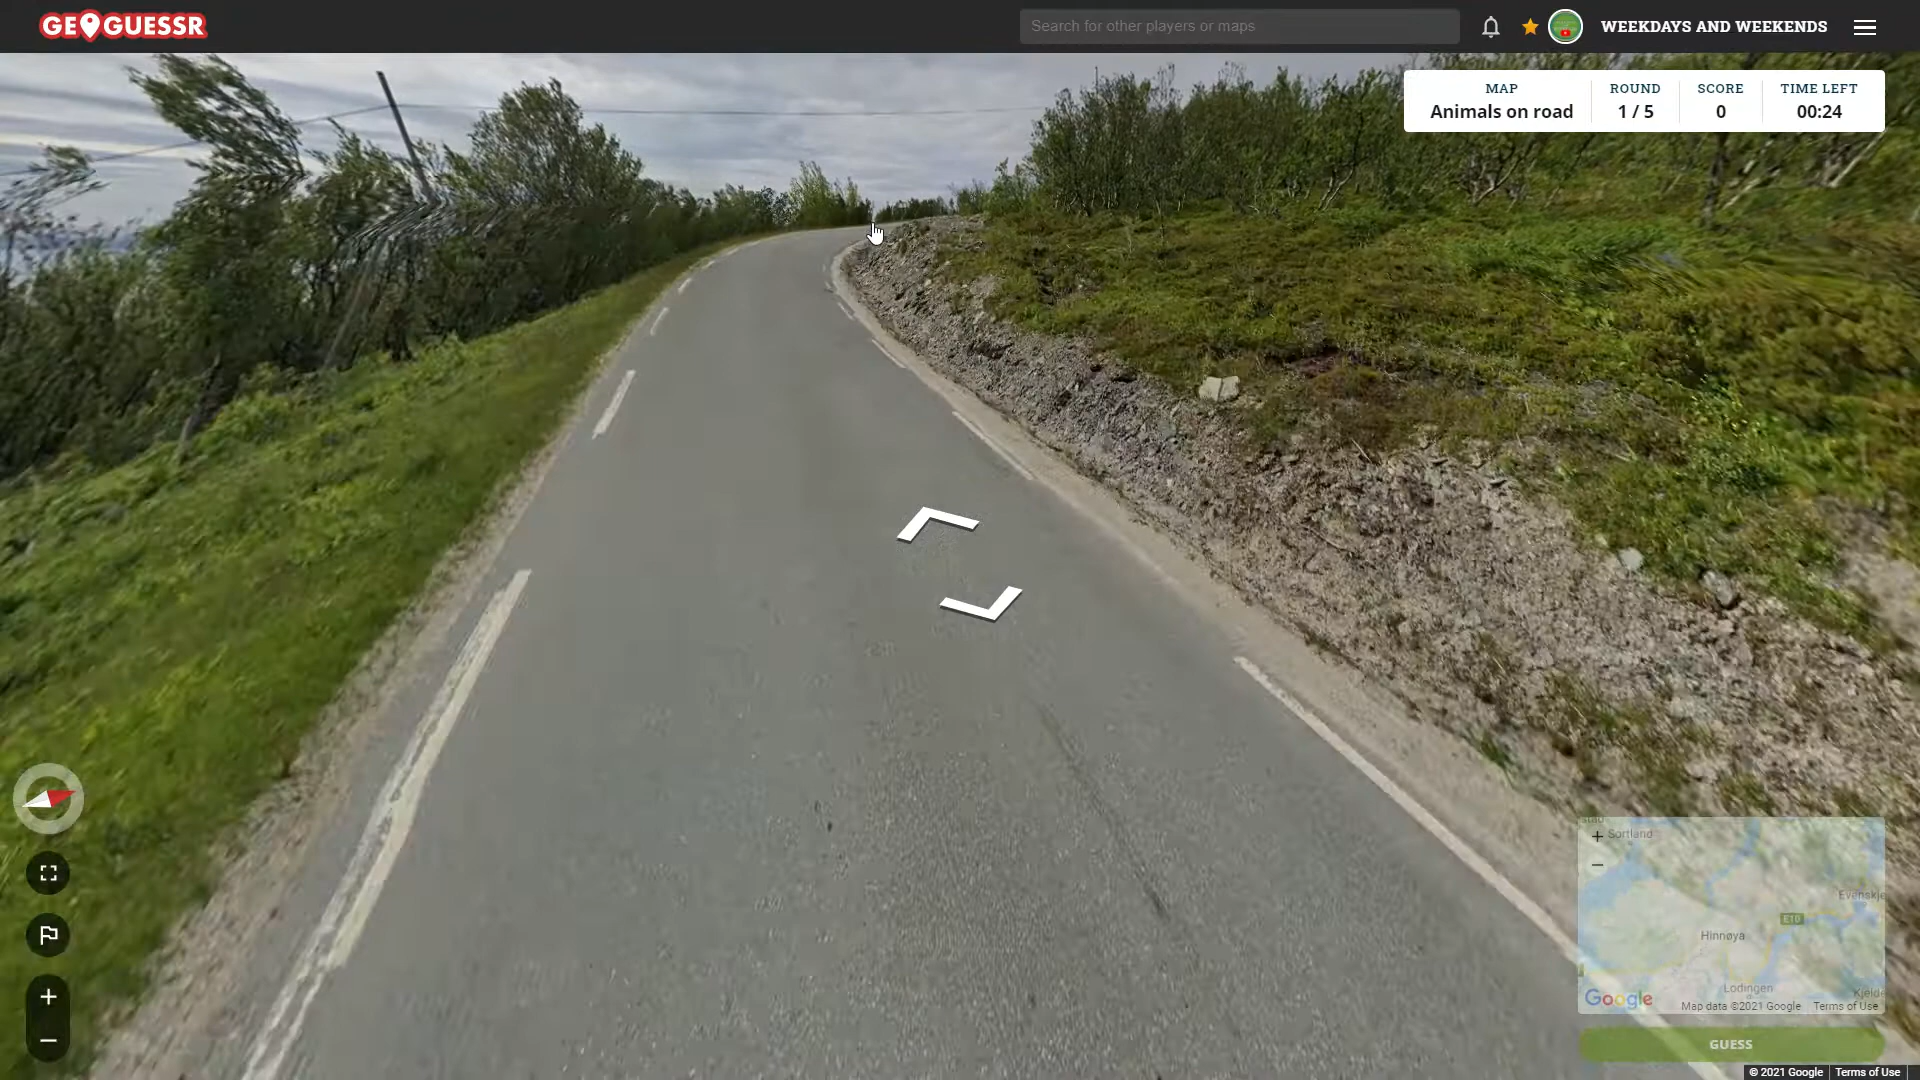 GEOGUESSR
Search for other players or maps
WEEKDAYS AND WEEKENDS
MAP
Animals on road
ROUND
1 / 5
SCORE
0
TIME LEFT
00:24
+
−
+
−
Sortland
E10
Hinnøya
Lodingen
Google
Map data ©2021 Google
Terms of Use
GUESS
© 2021 Google
Terms of Use